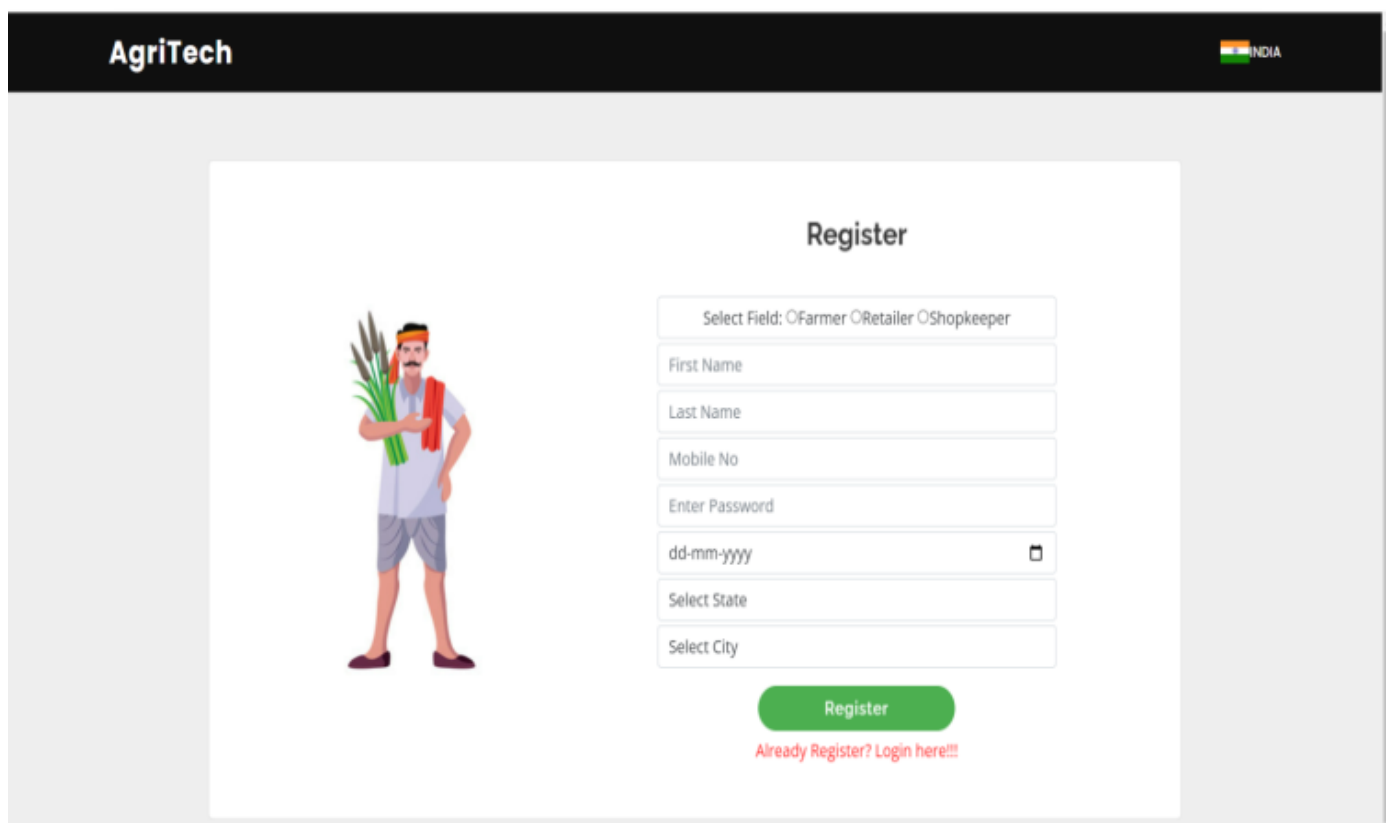 AgriTech
INDIA
Register
Select Field: Farmer Retailer Shopkeeper
First Name
Last Name
Mobile No
Enter Password
dd-mm-yyyy
Select State
Select City
Register
Already Register? Login here!!!